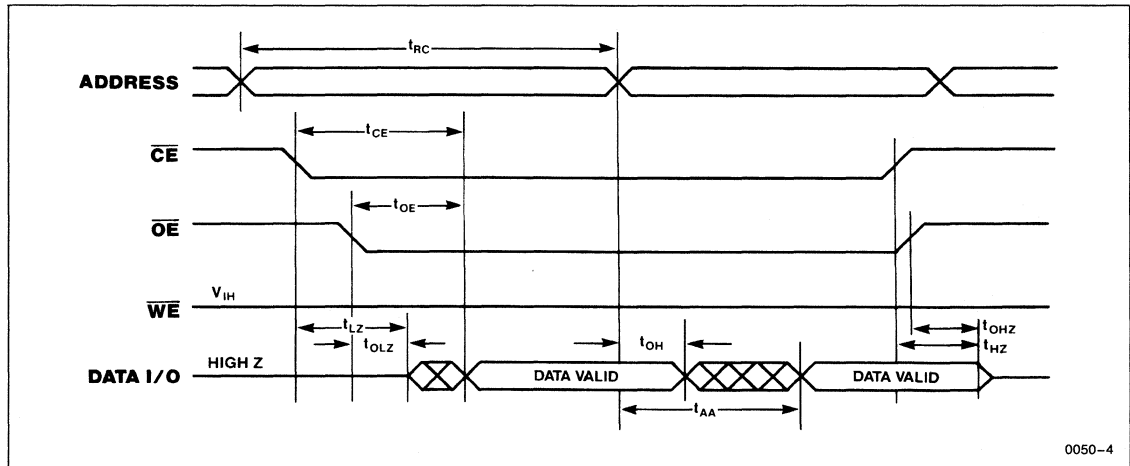 tRC
ADDRESS
tCE
CE
tOE
OE
VIH
WE
tLZ
tOHZ
tOLZ
tOH
tHZ
HIGH Z
DATA I/O
DATA VALID
DATA VALID
tAA
0050-4